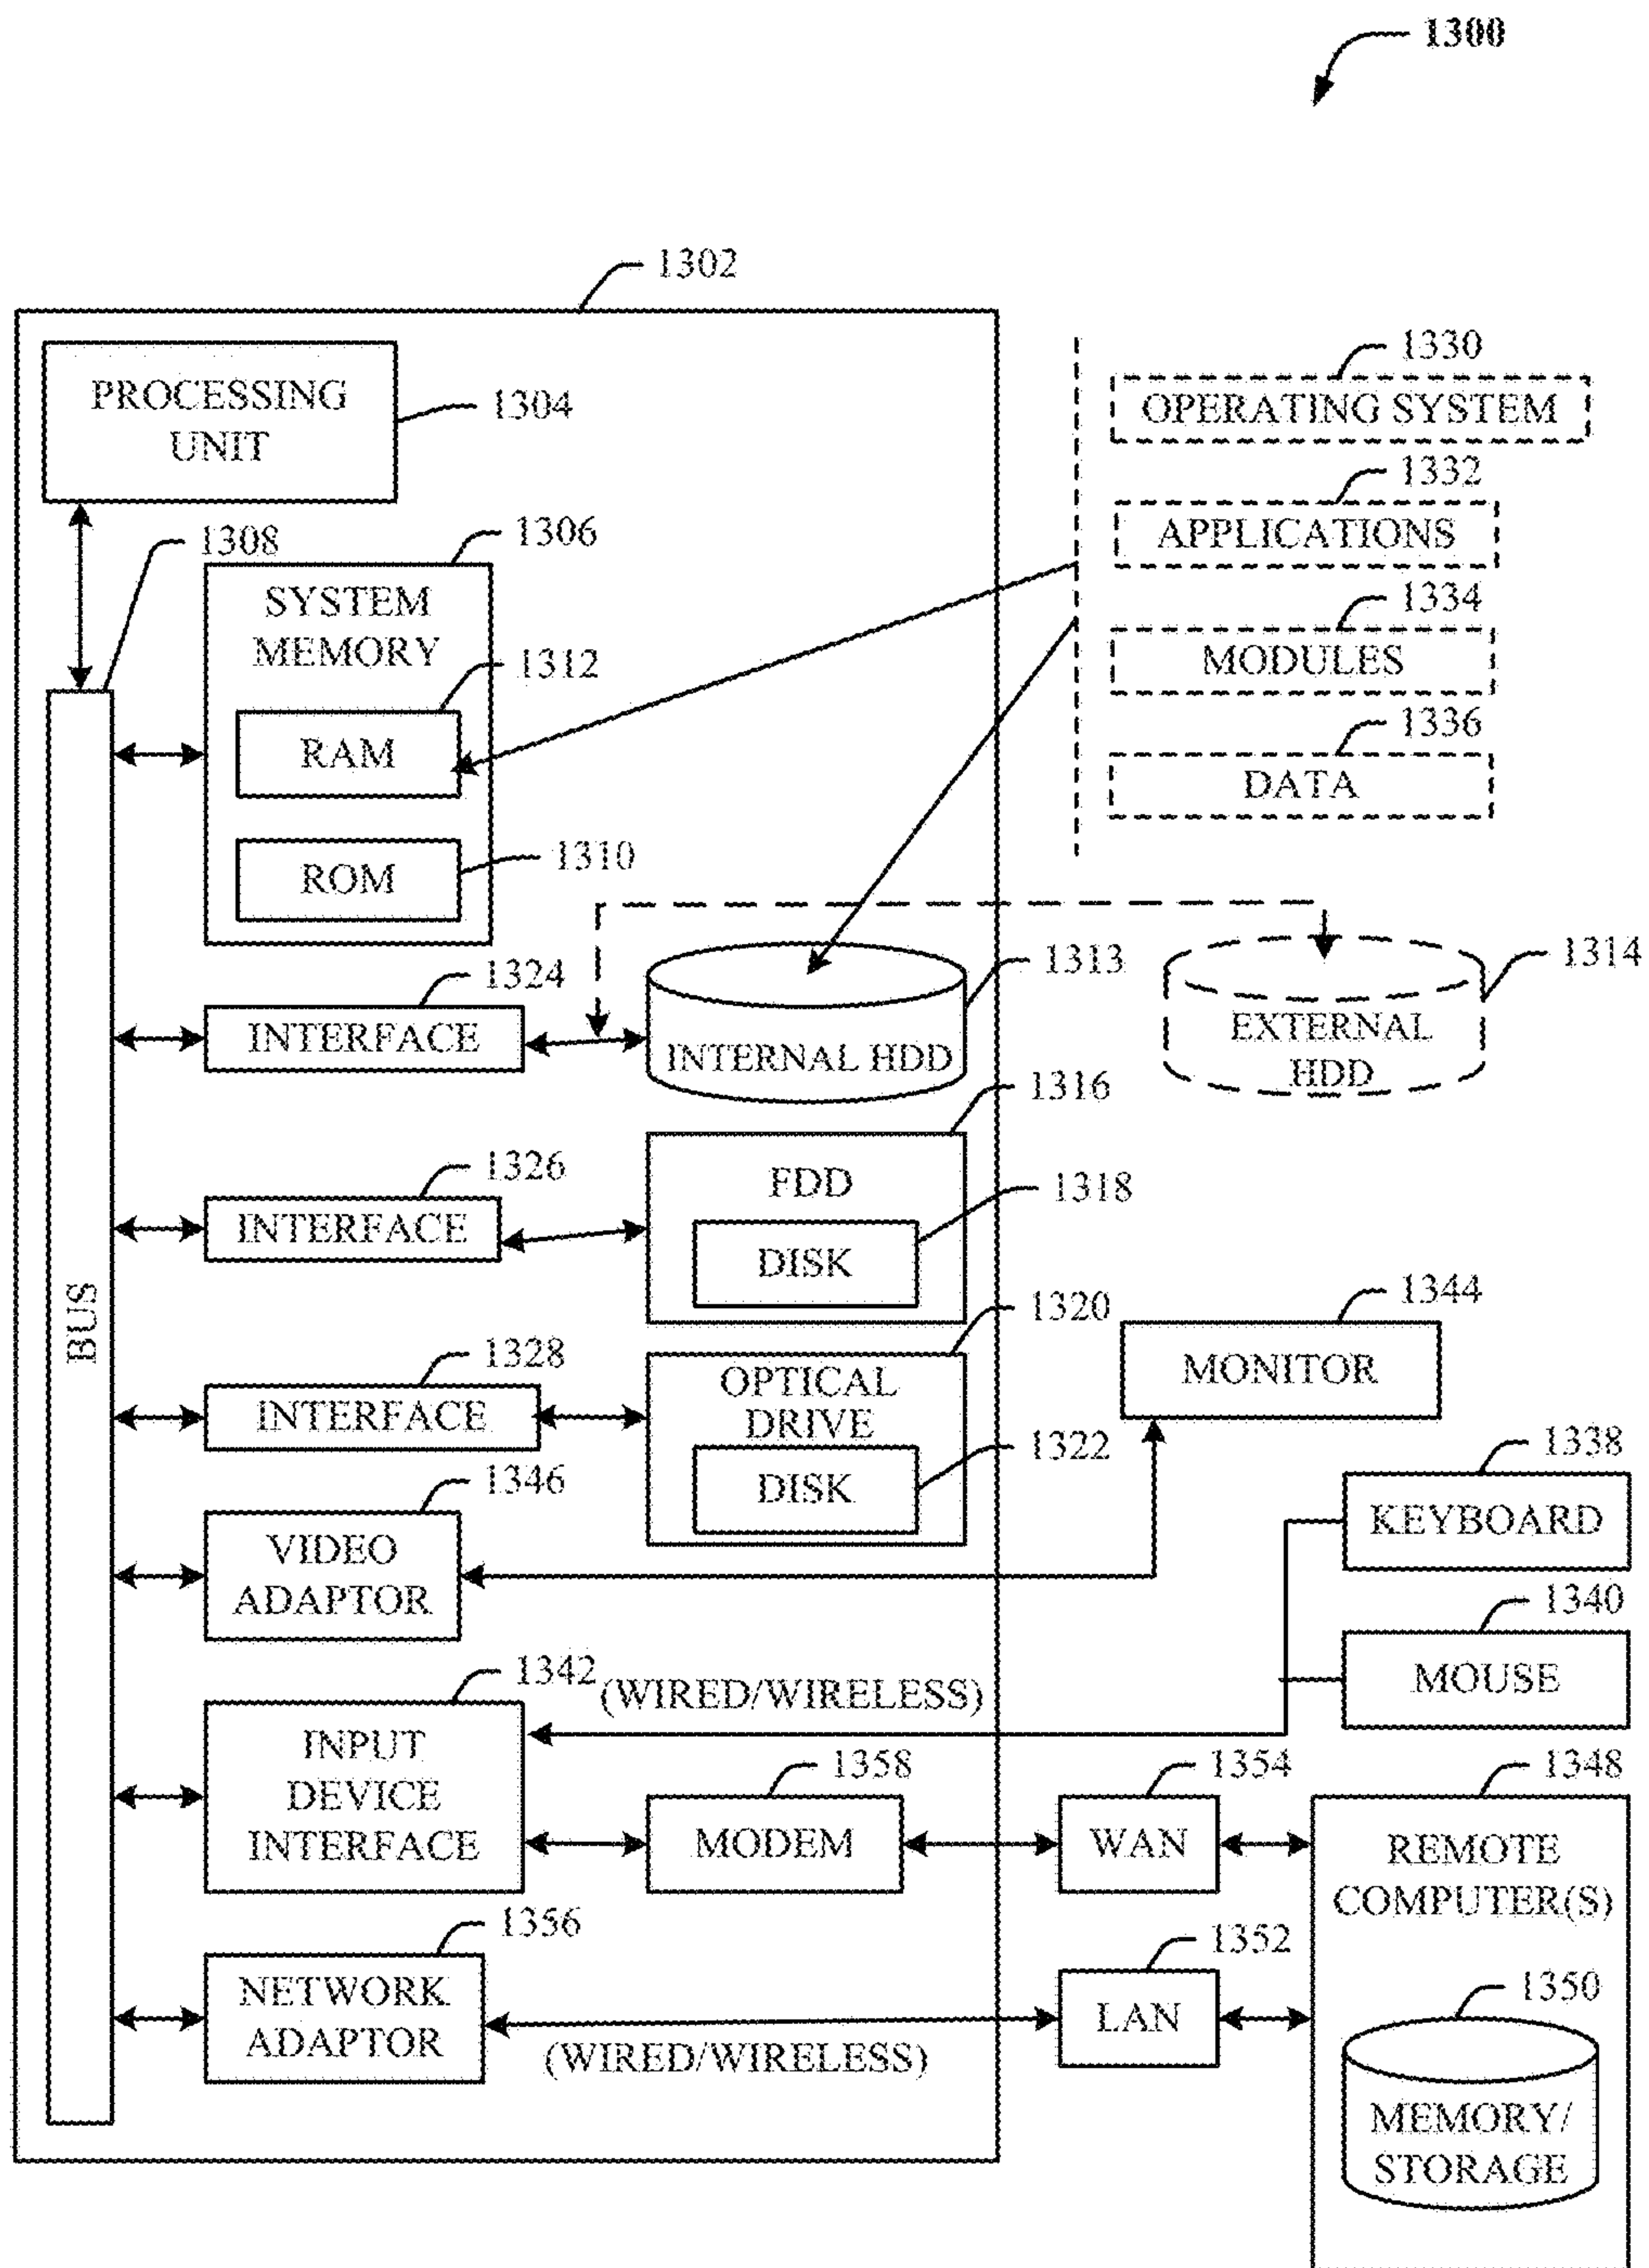 1300
1302
PROCESSING
UNIT
1304
1330
OPERATING SYSTEM
1332
APPLICATIONS
1334
MODULES
1336
DATA
1308
1306
SYSTEM
MEMORY
1312
RAM
1310
ROM
1324
INTERFACE
1313
INTERNAL HDD
1314
EXTERNAL
HDD
1316
FDD
1318
DISK
1326
INTERFACE
BUS
1320
OPTICAL
DRIVE
1322
DISK
1328
INTERFACE
1344
MONITOR
1346
VIDEO
ADAPTOR
1338
KEYBOARD
1340
MOUSE
1342
(WIRED/WIRELESS)
INPUT
DEVICE
INTERFACE
1358
MODEM
1354
WAN
1348
REMOTE
COMPUTER(S)
1356
NETWORK
ADAPTOR
(WIRED/WIRELESS)
1352
LAN
1350
MEMORY/
STORAGE